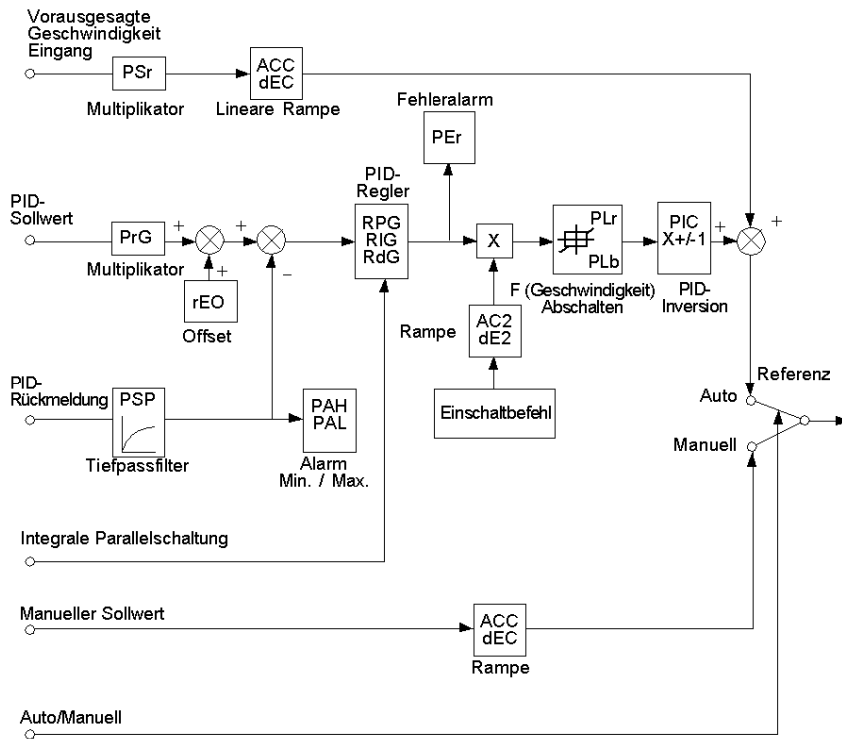 Vorausgesagte
Geschwindigkeit
Eingang
PSr
Multiplikator
ACC
dEC
Lineare Rampe
Fehleralarm
PEr
PID-
Sollwert
PrG
Multiplikator
+
+
+
−
rEO
Offset
PID-
Regler
RPG
RIG
RdG
X
PLr
PLb
F (Geschwindigkeit)
Abschalten
PIC
X+/-1
PID-
Inversion
+
+
Rampe
AC2
dE2
Einschaltbefehl
PID-
Rückmeldung
PSP
Tiefpassfilter
PAH
PAL
Alarm
Min. / Max.
Referenz
Auto
Manuell
Integrale Parallelschaltung
Manueller Sollwert
ACC
dEC
Rampe
Auto/Manuell